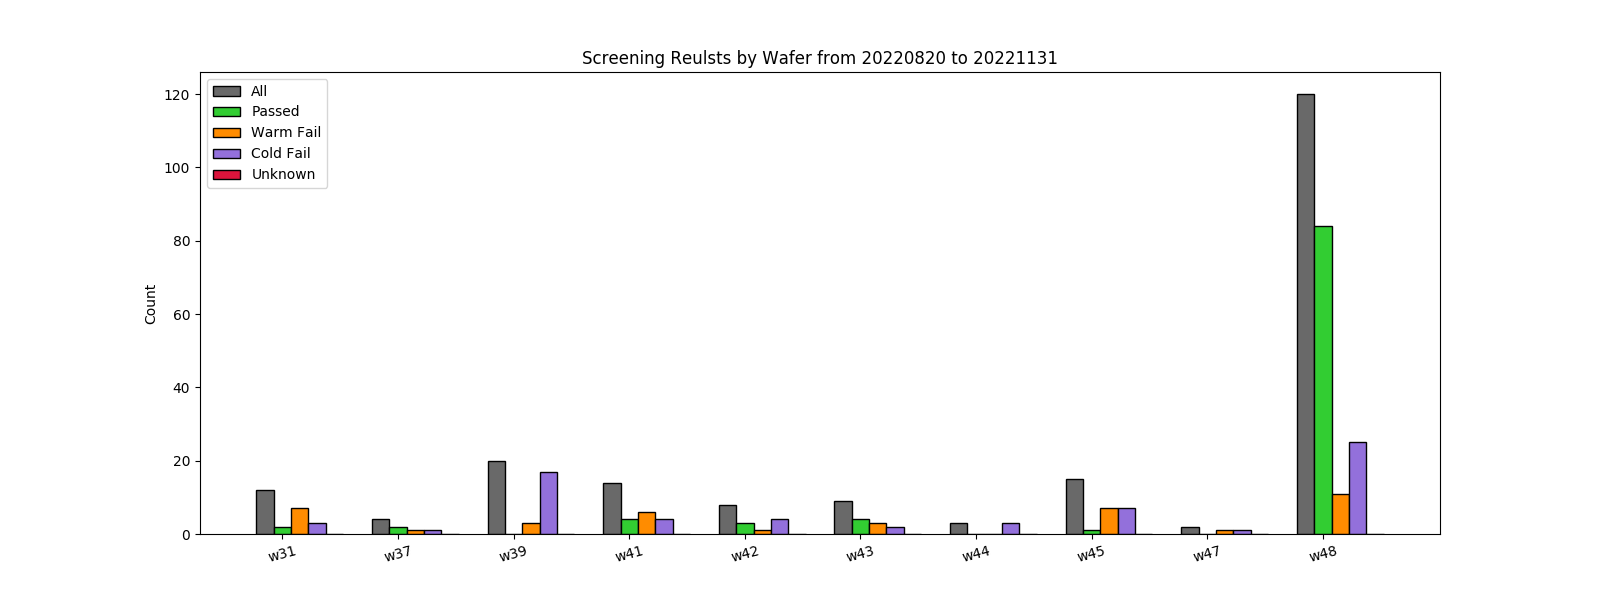 Screening Reulsts by Wafer from 20220820 to 20221131
All
Passed
Warm Fail
Cold Fail
Unknown
Count
120
100
80
60
40
20
0
w31 w37 w39 w41 w42 w43 w44 w45 w47 w48